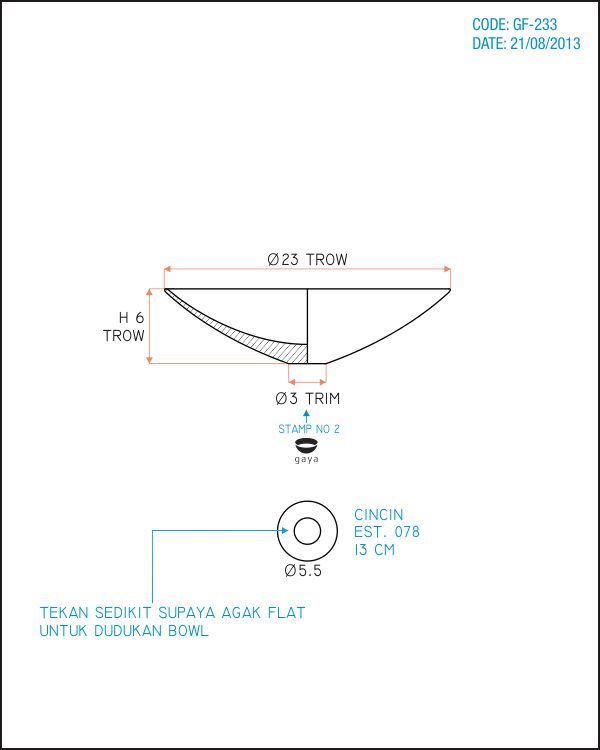 CODE: GF-233
DATE: 21/08/2013
Ø23 TROW
H 6
TROW
Ø3 TRIM
STAMP NO 2
gaya
CINCIN
EST. 078
13 CM
Ø5.5
TEKAN SEDIKIT SUPAYA AGAK FLAT
UNTUK DUDUKAN BOWL